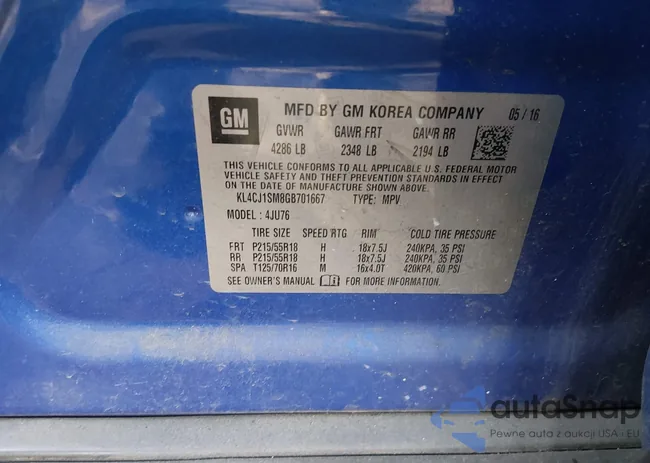 GM
MFD BY GM KOREA COMPANY 05/16
GVWR GAWR FRT GAWR RR
4286 LB 2348 LB 2194 LB
THIS VEHICLE CONFORMS TO ALL APPLICABLE U.S. FEDERAL MOTOR
VEHICLE SAFETY AND THEFT PREVENTION STANDARDS IN EFFECT
ON THE DATE OF MANUFACTURE SHOWN ABOVE.
KL4CJ1SM8GB701667 TYPE: MPV
MODEL: 4JU76
TIRE SIZE SPEED RTG RIM COLD TIRE PRESSURE
FRT P215/55R18 H 18x7.5J 240KPA, 35 PSI
RR P215/55R18 H 18x7.5J 240KPA, 35 PSI
SPA T125/70R16 M 16x4.0T 420KPA, 60 PSI
SEE OWNER'S MANUAL FOR MORE INFORMATION.
autaSnap
Pewne auta z aukcji USA - EU